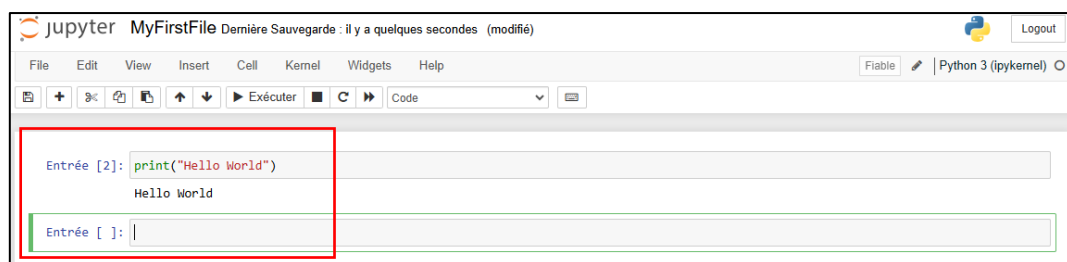 jupyter MyFirstFile Dernière Sauvegarde : il y a quelques secondes (modifié)
Logout
File Edit View Insert Cell Kernel Widgets Help
Fiable Python 3 (ipykernel)
Exécuter Code
Entrée [2]: print("Hello World")
Hello World
Entrée [ ]: